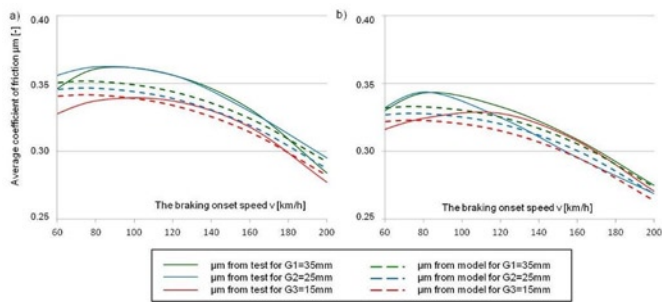 a)
b)
Average coefficient of friction µm [-]
0.40
0.35
0.30
0.25
The braking onset speed v [km/h]
60 80 100 120 140 160 180 200
0.40
0.35
0.30
0.25
The braking onset speed v [km/h]
60 80 100 120 140 160 180 200
µm from test for G1=35mm
µm from model for G1=35mm
µm from test for G2=25mm
µm from model for G2=25mm
µm from test for G3=15mm
µm from model for G3=15mm